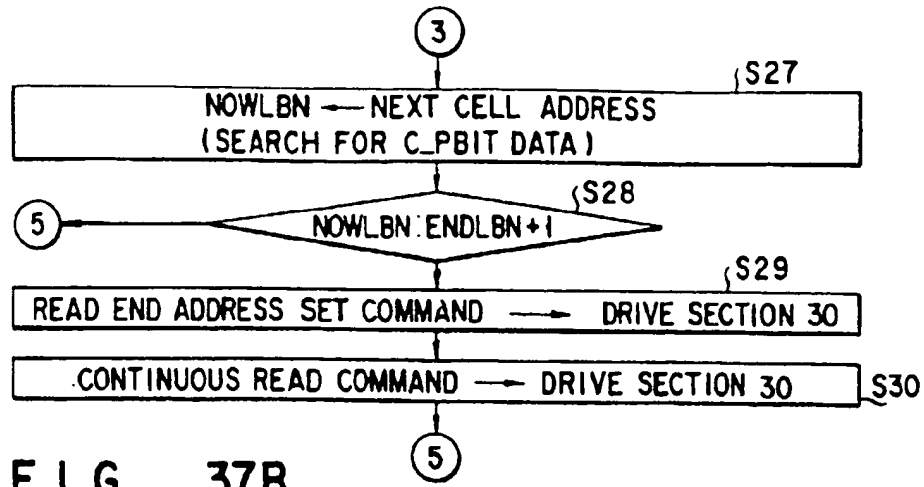 3
S27
NOWLBN ← NEXT CELL ADDRESS
(SEARCH FOR C_PBIT DATA)
S28
5
NOWLBN:ENDLBN+1
S29
READ END ADDRESS SET COMMAND → DRIVE SECTION 30
CONTINUOUS READ COMMAND → DRIVE SECTION 30
S30
5
FIG. 37B